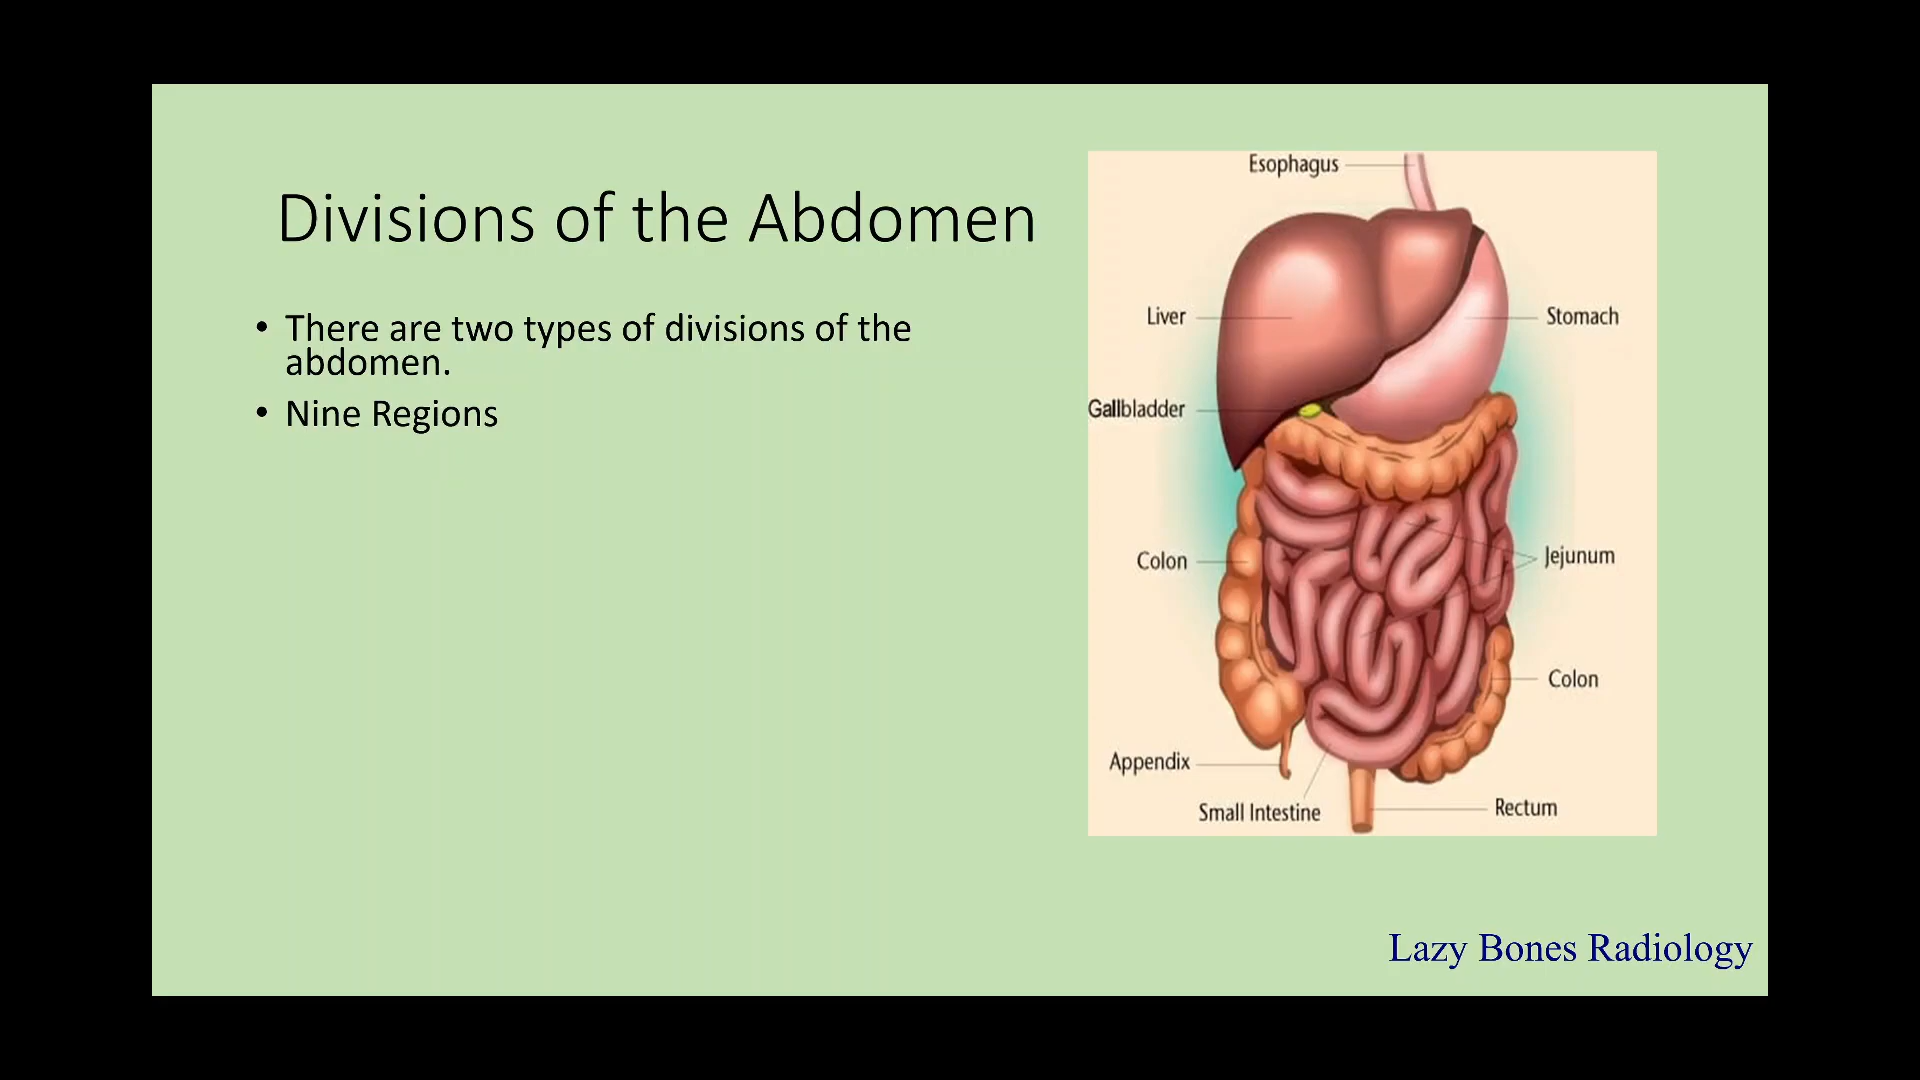 Divisions of the Abdomen
• There are two types of divisions of the
abdomen.
• Nine Regions
Esophagus
Liver
Stomach
Gallbladder
Colon
Jejunum
Colon
Appendix
Small Intestine
Rectum
Lazy Bones Radiology